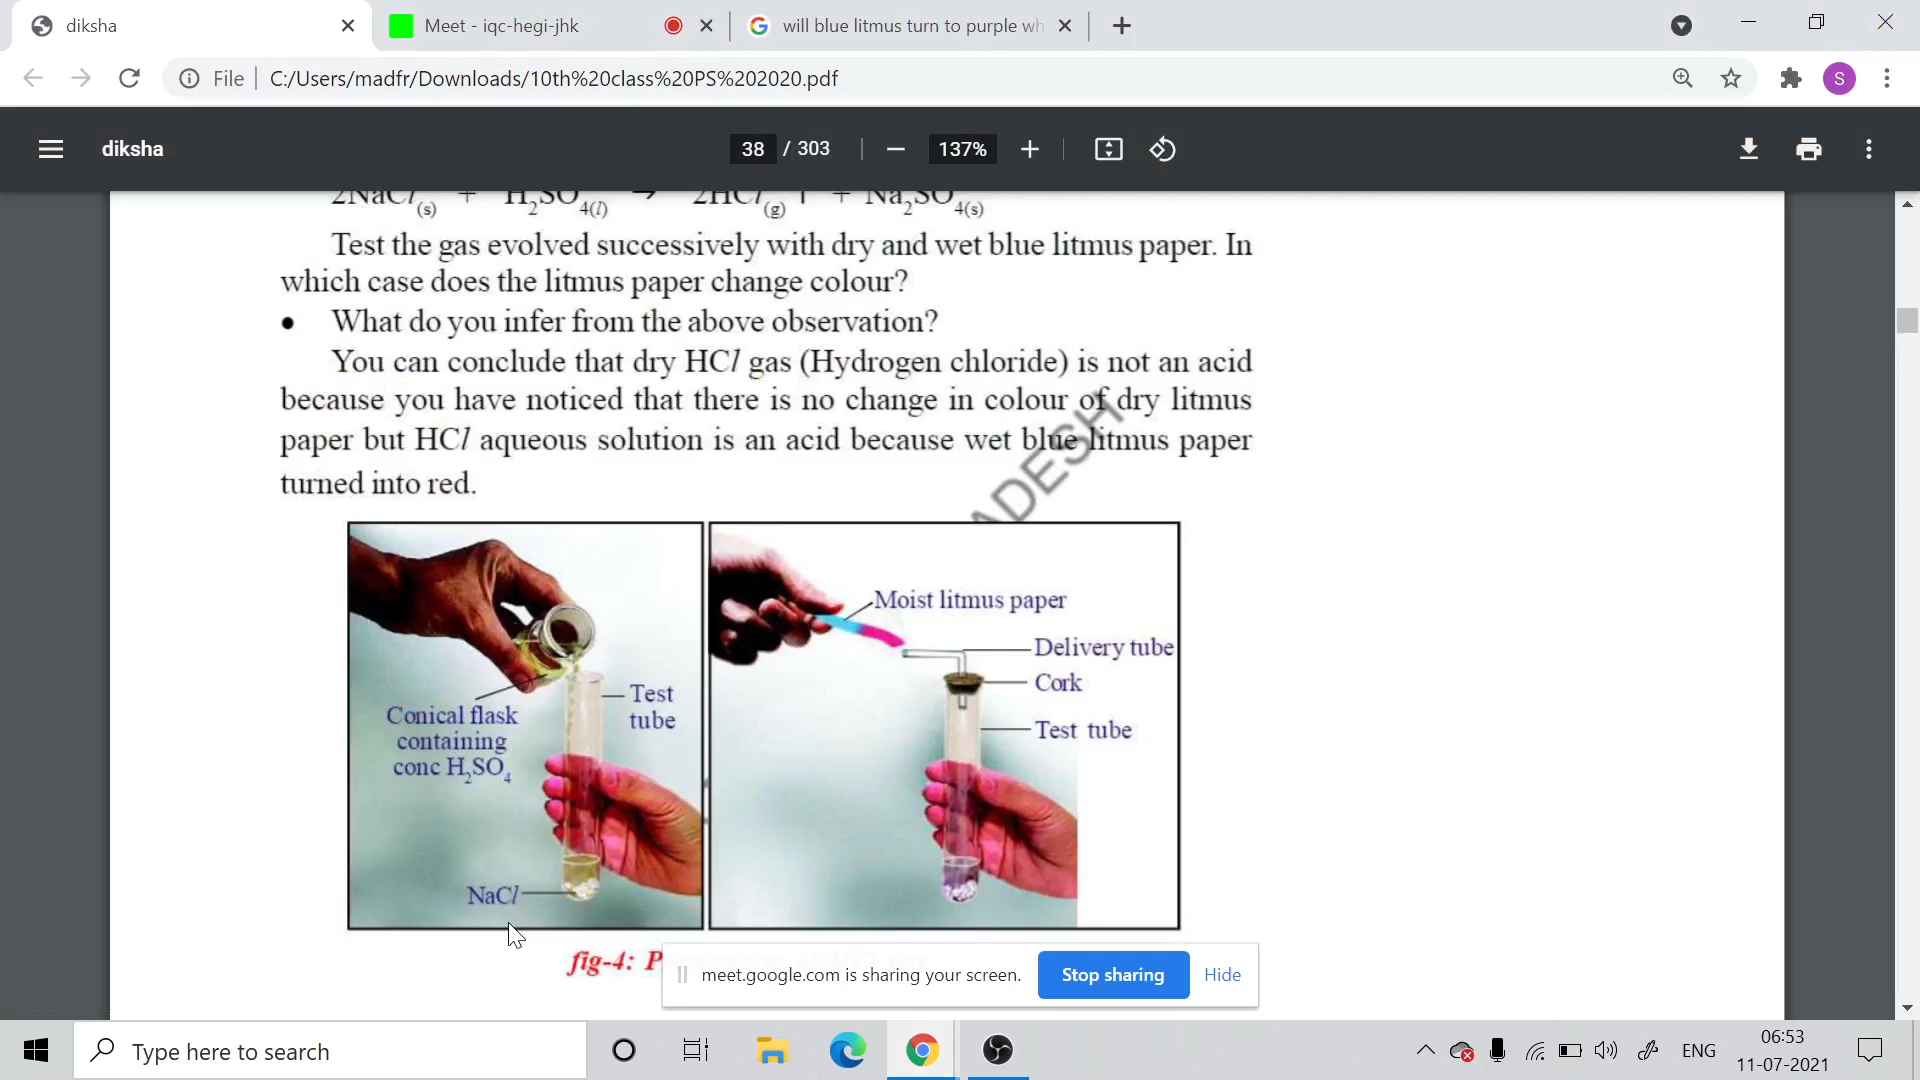 disksha
Meet - iqc-hegi-jhk
will blue litmus turn to purple wh
File
C:/Users/madfr/Downloads/10th%20class%20PS%202020.pdf
S
diksha
38 / 303
137%
2NaCl(s) + H2SO4(l) → 2HCl(g) ↑ + Na2SO4(s)
Test the gas evolved successively with dry and wet blue litmus paper. In
which case does the litmus paper change colour?
• What do you infer from the above observation?
You can conclude that dry HCl gas (Hydrogen chloride) is not an acid
because you have noticed that there is no change in colour of dry litmus
paper but HCl aqueous solution is an acid because wet blue litmus paper
turned into red.
ADESH
Conical flask
containing
conc H2SO4
Test
tube
NaCl
Moist litmus paper
Delivery tube
Cork
Test tube
fig-4: P
meet.google.com is sharing your screen.
Stop sharing
Hide
Type here to search
ENG
06:53
11-07-2021